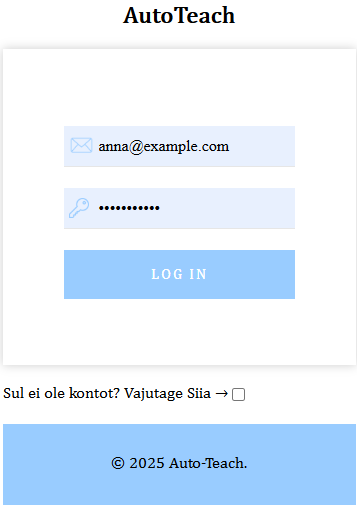 AutoTeach
anna@example.com
•••••••••••
LOG IN
Sul ei ole kontot? Vajutage Siia →
© 2025 Auto-Teach.